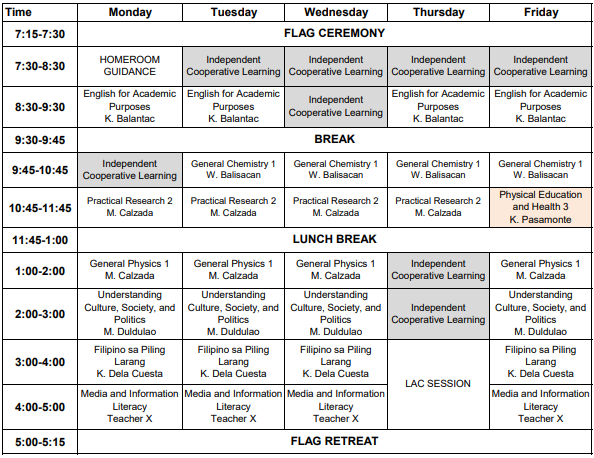 Time Monday Tuesday Wednesday Thursday Friday
7:15-7:30 FLAG CEREMONY
7:30-8:30
HOMEROOM
GUIDANCE
Independent
Cooperative Learning
Independent
Cooperative Learning
Independent
Cooperative Learning
Independent
Cooperative Learning
8:30-9:30
English for Academic
Purposes
K. Balantac
English for Academic
Purposes
K. Balantac
Independent
Cooperative Learning
English for Academic
Purposes
K. Balantac
English for Academic
Purposes
K. Balantac
9:30-9:45 BREAK
9:45-10:45
Independent
Cooperative Learning
General Chemistry 1
W. Balisacan
General Chemistry 1
W. Balisacan
General Chemistry 1
W. Balisacan
General Chemistry 1
W. Balisacan
10:45-11:45
Practical Research 2
M. Calzada
Practical Research 2
M. Calzada
Practical Research 2
M. Calzada
Practical Research 2
M. Calzada
Physical Education
and Health 3
K. Pasamonte
11:45-1:00 LUNCH BREAK
1:00-2:00
General Physics 1
M. Calzada
General Physics 1
M. Calzada
General Physics 1
M. Calzada
Independent
Cooperative Learning
General Physics 1
M. Calzada
2:00-3:00
Understanding
Culture, Society, and
Politics
M. Duldulao
Understanding
Culture, Society, and
Politics
M. Duldulao
Understanding
Culture, Society, and
Politics
M. Duldulao
Independent
Cooperative Learning
Understanding
Culture, Society, and
Politics
M. Duldulao
3:00-4:00
Filipino sa Piling
Larang
K. Dela Cuesta
Filipino sa Piling
Larang
K. Dela Cuesta
Filipino sa Piling
Larang
K. Dela Cuesta
LAC SESSION
Filipino sa Piling
Larang
K. Dela Cuesta
4:00-5:00
Media and Information
Literacy
Teacher X
Media and Information
Literacy
Teacher X
Media and Information
Literacy
Teacher X
Media and Information
Literacy
Teacher X
5:00-5:15 FLAG RETREAT